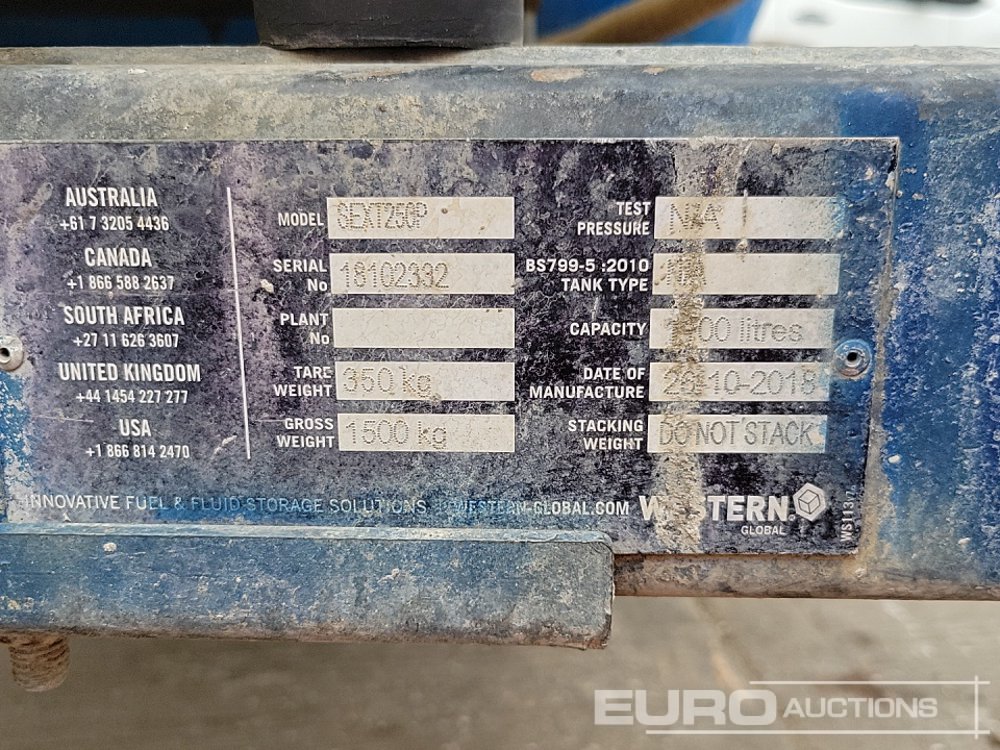 AUSTRALIA
+61 7 3205 4436
CANADA
+1 866 588 2637
SOUTH AFRICA
+27 11 626 3607
UNITED KINGDOM
+44 1454 227 277
USA
+1 866 814 2470
MODEL SEXT250P
SERIAL No 18102332
PLANT No
TARE WEIGHT 350 kg
GROSS WEIGHT 1500 kg
TEST PRESSURE N/A
BS799-5 :2010 TANK TYPE N/A
CAPACITY litres
DATE OF MANUFACTURE 26-10-2018
STACKING WEIGHT DO NOT STACK
INNOVATIVE FUEL & FLUID STORAGE SOLUTIONS WESTERN-GLOBAL.COM
WESTERN
GLOBAL
EURO AUCTIONS